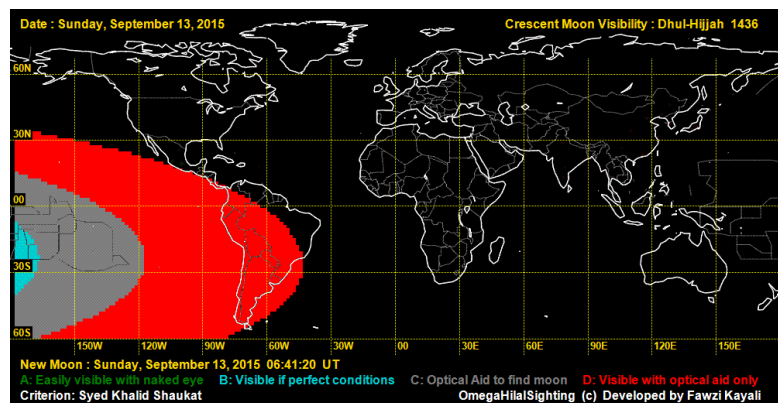 Date : Sunday, September 13, 2015 Crescent Moon Visibility : Dhul-Hijjah 1436
60N
30N
00
30S
60S
150W 120W 90W 60W 30W 00 30E 60E 90E 120E 150E
New Moon : Sunday, September 13, 2015 06:41:20 UT
A: Easily visible with naked eye B: Visible if perfect conditions C: Optical Aid to find moon D: Visible with optical aid only
Criterion: Syed Khalid Shaukat OmegaHilalSighting (c) Developed by Fawzi Kayali